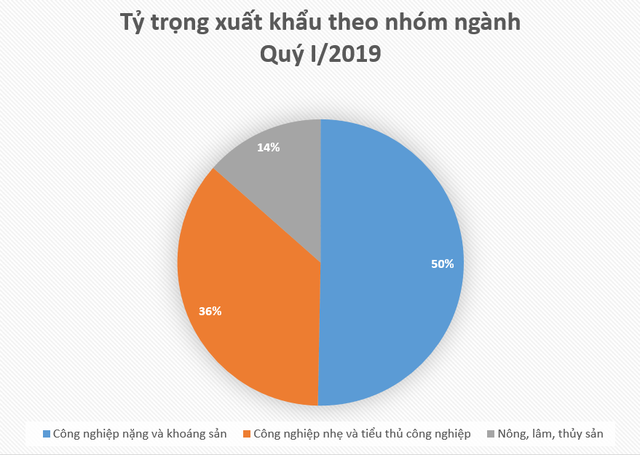 Tỷ trọng xuất khẩu theo nhóm ngành
Quý I/2019
14%
50%
36%
Công nghiệp nặng và khoáng sản Công nghiệp nhẹ và tiểu thủ công nghiệp Nông, lâm, thủy sản